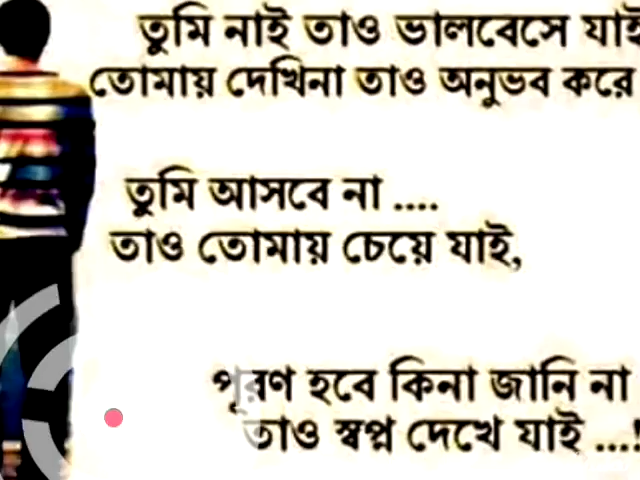 তুমি নাই তাও ভালবেসে যাই
তোমায় দেখিনা তাও অনুভব করে
তুমি আসবে না ....
তাও তোমায় চেয়ে যাই,
পূরণ হবে কিনা জানি না
তাও স্বপ্ন দেখে যাই ...!